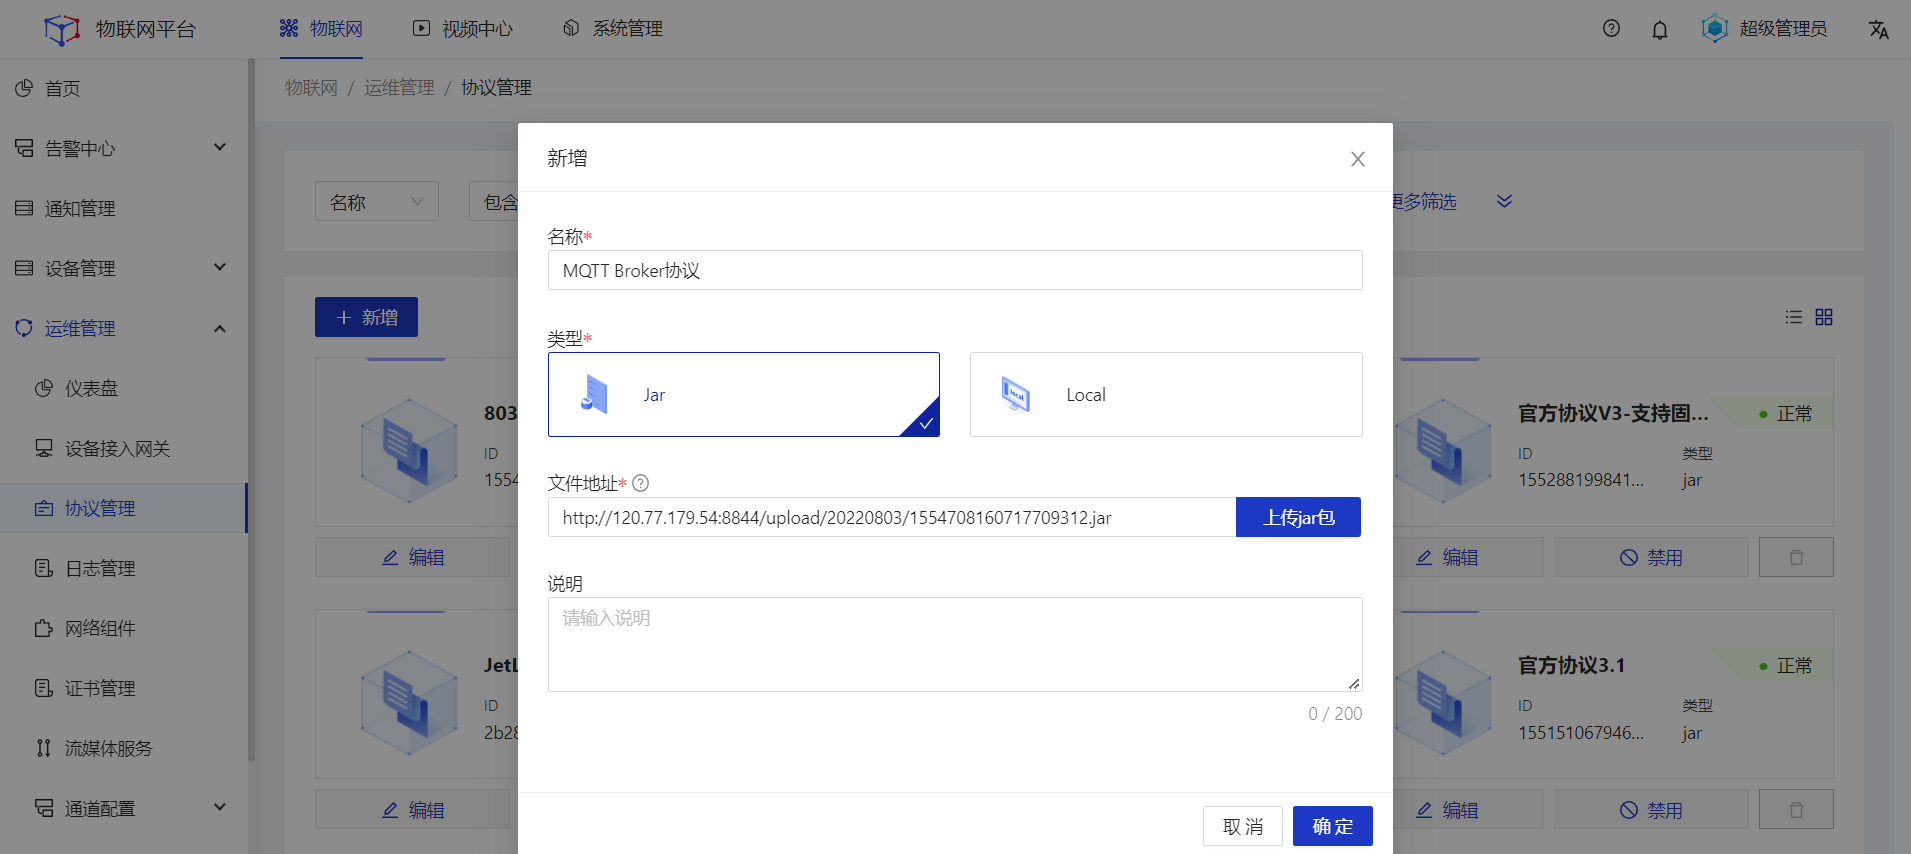 物联网平台
物联网
视频中心
系统管理
超级管理员
首页
告警中心
通知管理
设备管理
运维管理
仪表盘
设备接入网关
协议管理
日志管理
网络组件
证书管理
流媒体服务
通道配置
物联网 / 运维管理 / 协议管理
名称
包含
更多筛选
新增
803
ID
1554
编辑
JetL
ID
2b28
编辑
新增
名称*
MQTT Broker协议
类型*
Jar
Local
文件地址*
http://120.77.179.54:8844/upload/20220803/1554708160717709312.jar
上传jar包
说明
请输入说明
0 / 200
取 消
确 定
官方协议V3-支持固...
正常
ID
类型
155288199841...
jar
编辑
禁用
官方协议3.1
正常
ID
类型
155151067946...
jar
编辑
禁用